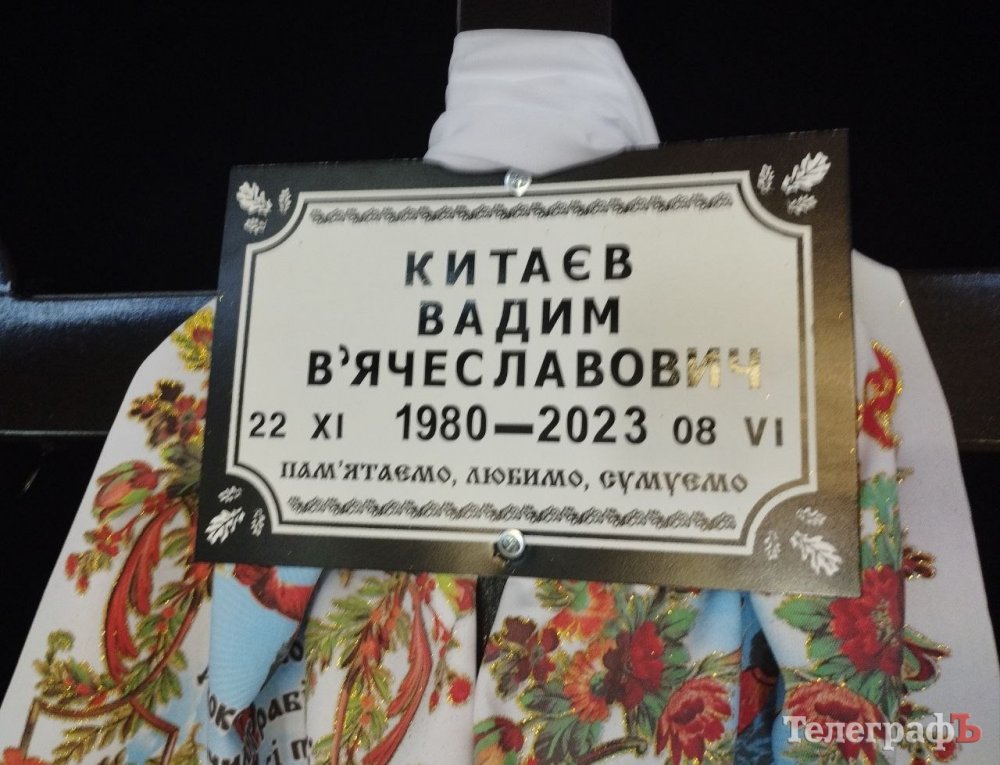 КИТАЄВ
ВАДИМ
В’ЯЧЕСЛАВОВИЧ
22 XI 1980—2023 08 VI
ПАМ'ЯТАЄМО, ЛЮБИМО, СУМУЄМО
ТелеграфЪ